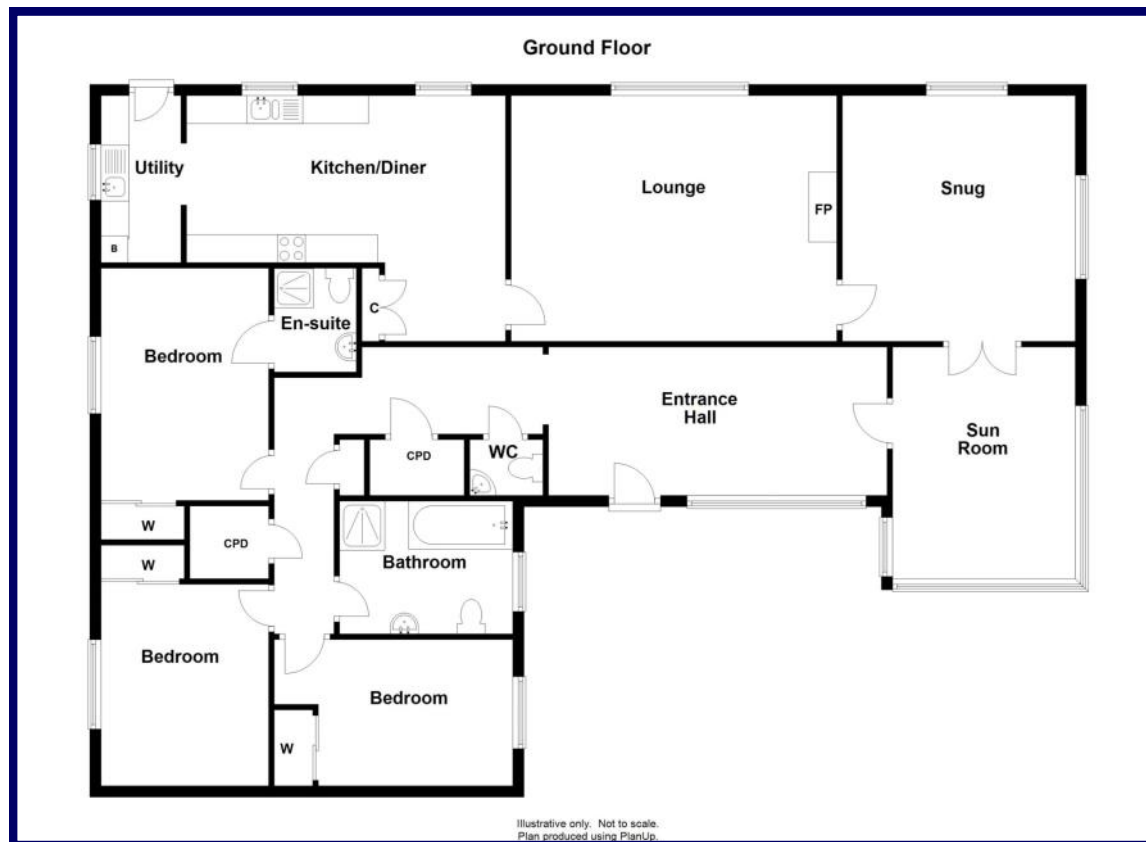 Ground Floor
Utility
Kitchen/Diner
Lounge
Snug
FP
B
C
En-suite
Bedroom
Entrance
Hall
Sun
Room
WC
CPD
W
CPD
W
Bathroom
Bedroom
Bedroom
W
Illustrative only. Not to scale.
Plan produced using PlanUp.